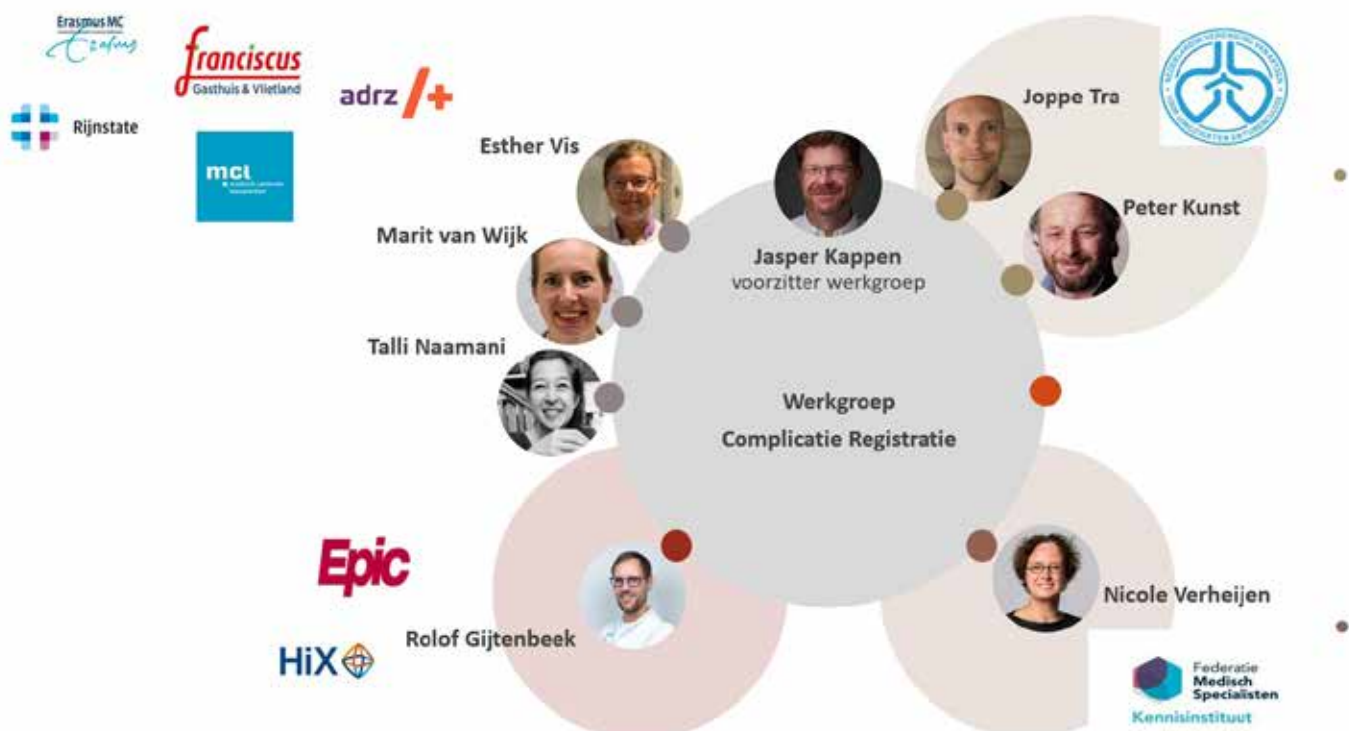 Erasmus MC
Erasmus
franciscus
Gasthuis & Vlietland
adrz
Rijnstate
mcl
Joppe Tra
Esther Vis
Peter Kunst
Marit van Wijk
Jasper Kappen
voorzitter werkgroep
Talli Naamani
Werkgroep
Complicatie Registratie
Epic
Nicole Verheijen
Rolof Gijtenbeek
HiX
Federatie
Medisch
Specialisten
Kennisinstituut